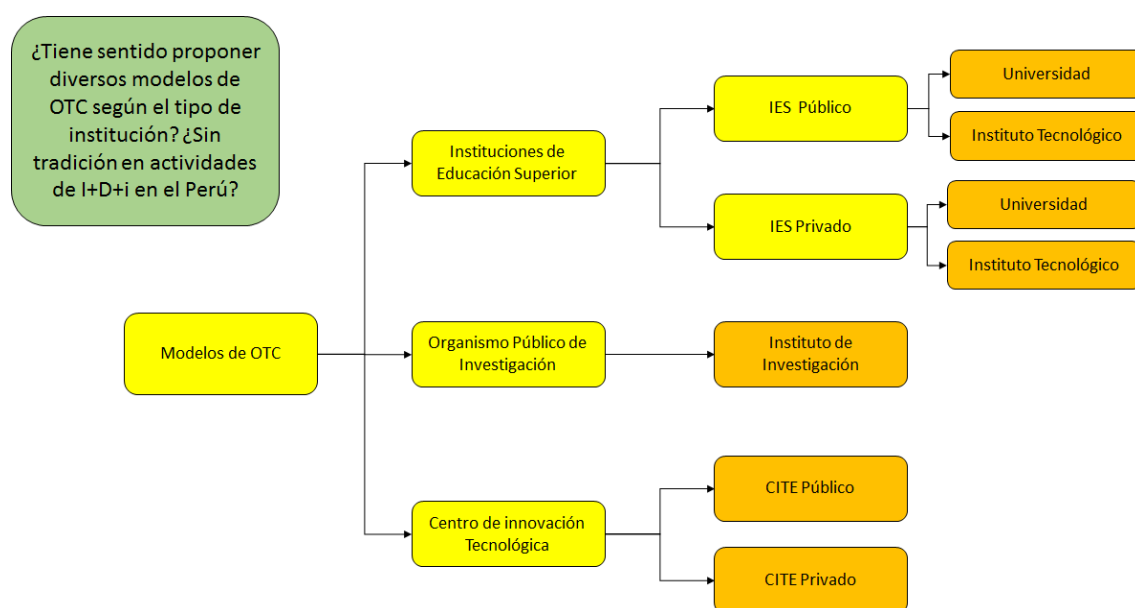 ¿Tiene sentido proponer
diversos modelos de
OTC según el tipo de
institución? ¿Sin
tradición en actividades
de I+D+i en el Perú?
Modelos de OTC
Instituciones de
Educación Superior
IES Público
Universidad
Instituto Tecnológico
IES Privado
Universidad
Instituto Tecnológico
Organismo Público de
Investigación
Instituto de
Investigación
Centro de innovación
Tecnológica
CITE Público
CITE Privado